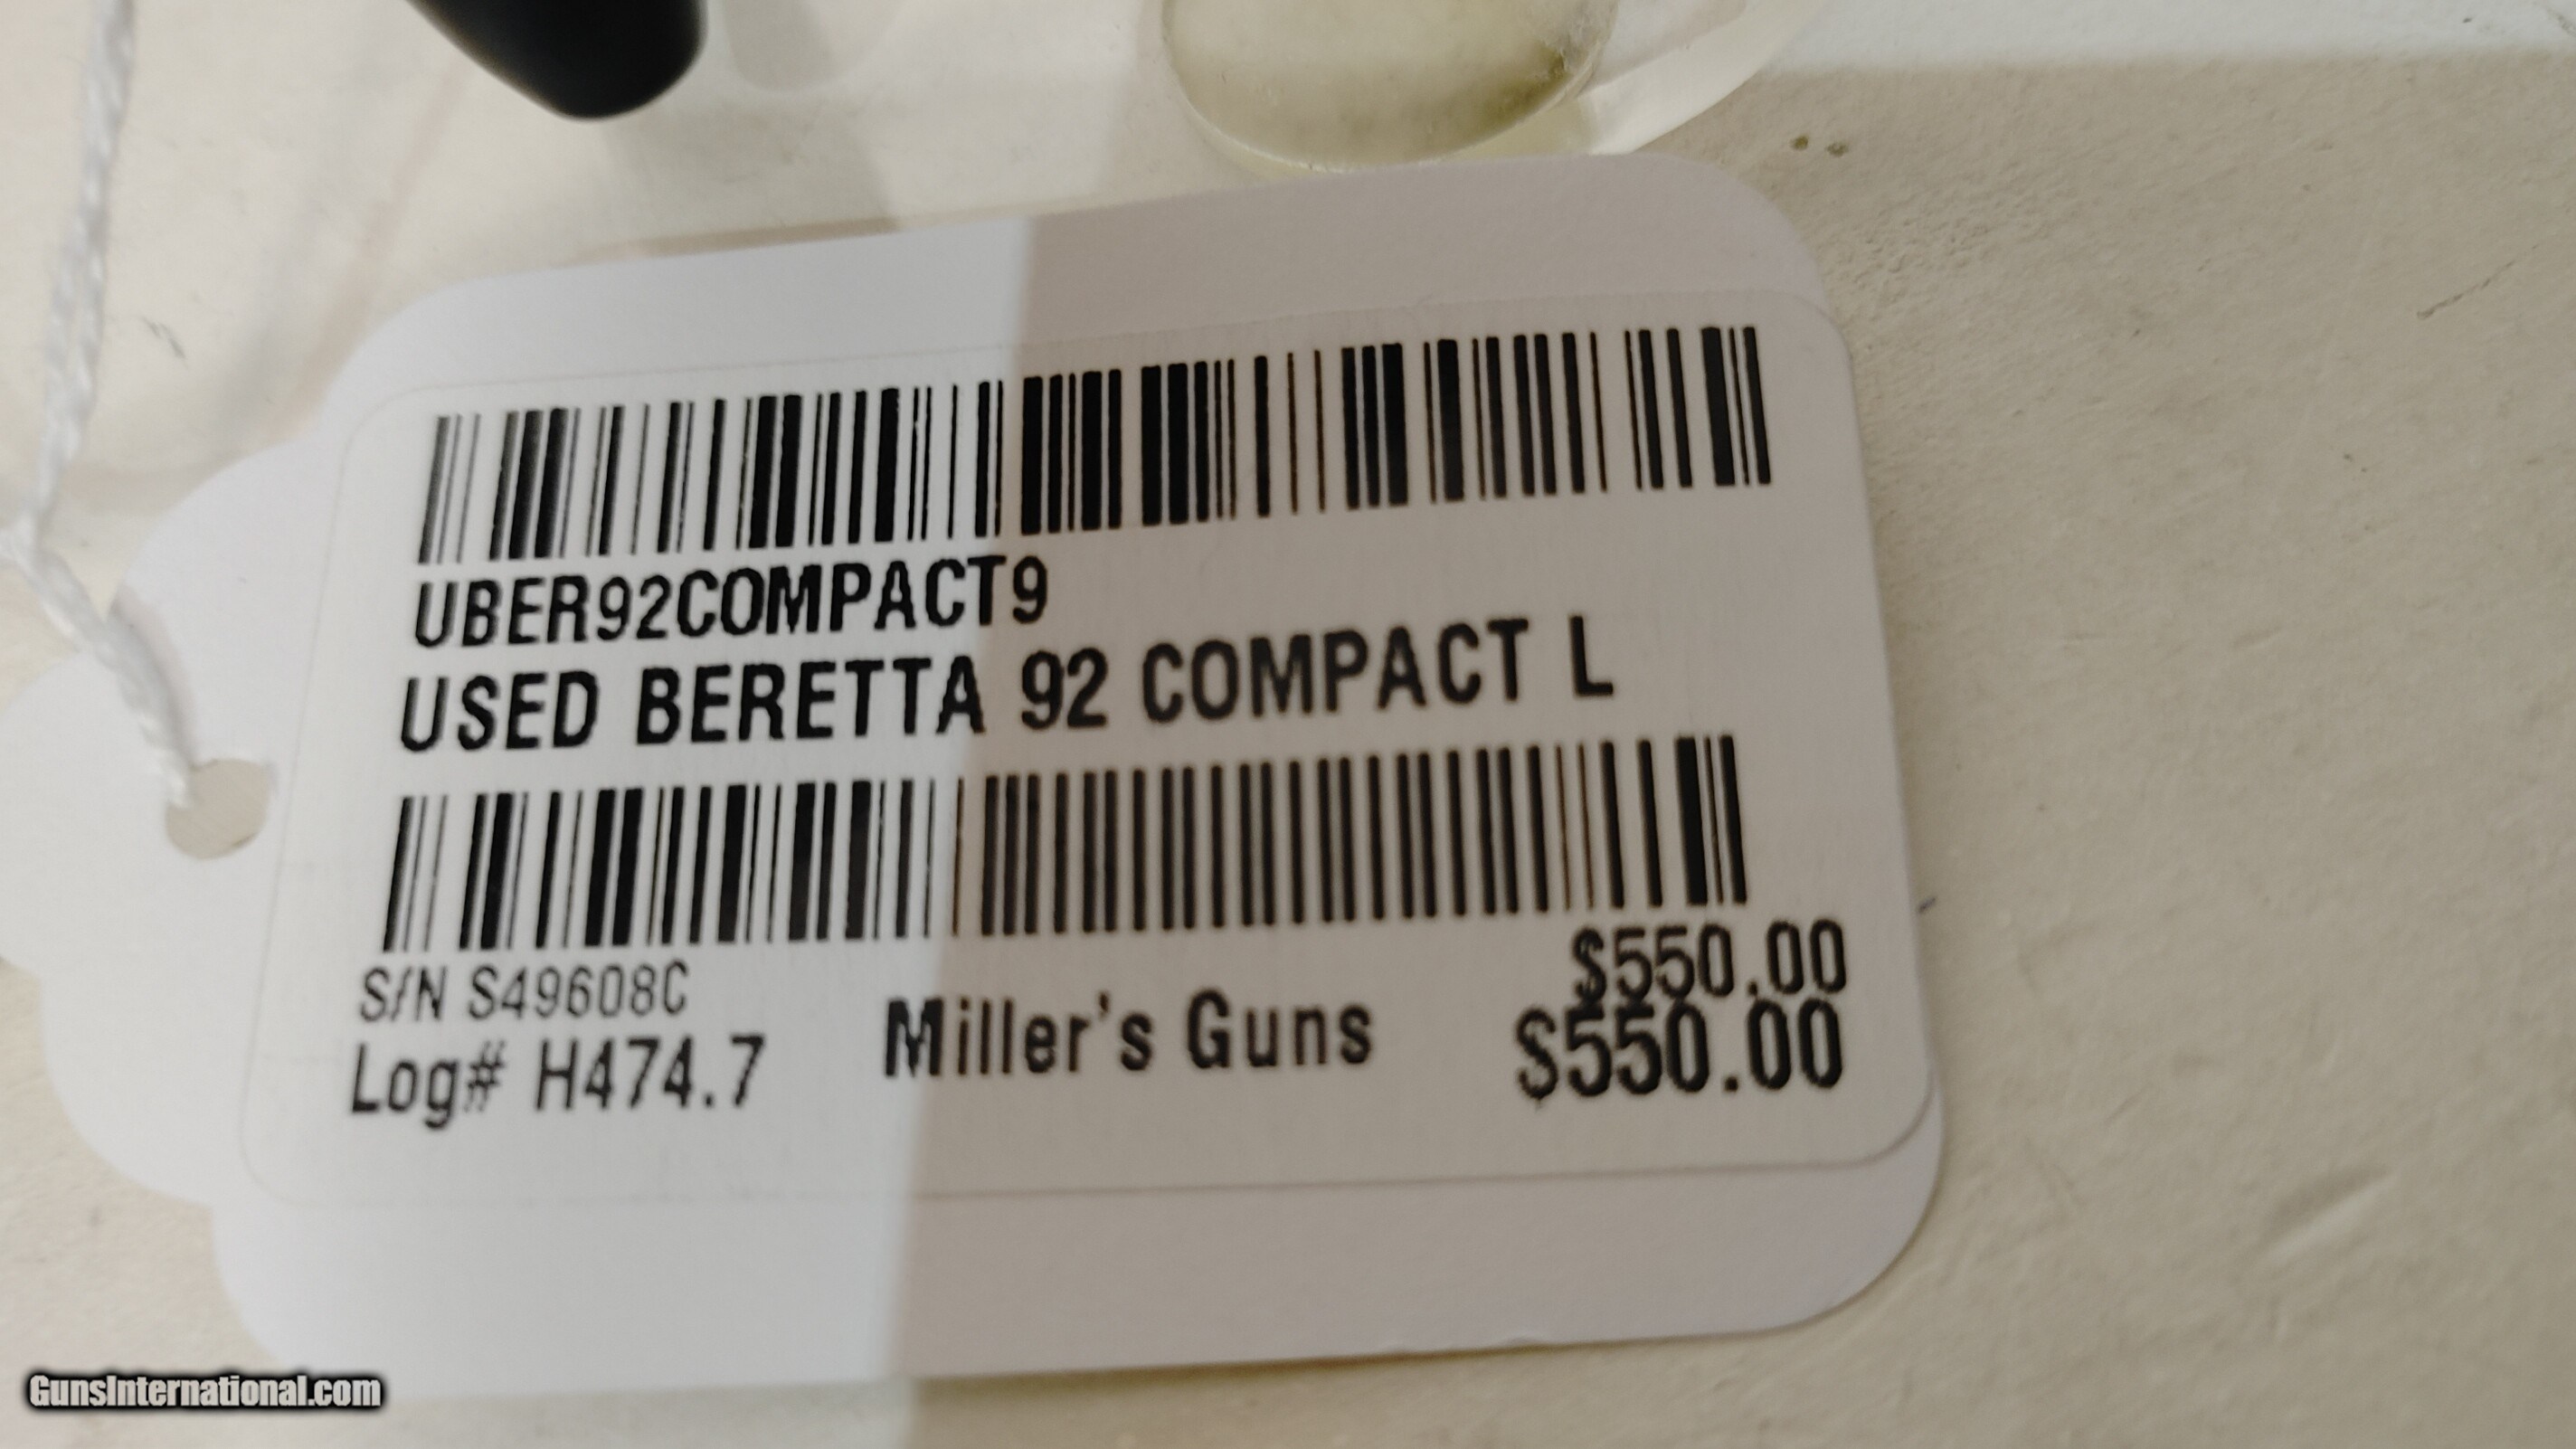 UBER92COMPACT9
USED BERETTA 92 COMPACT L
S/N S49608C
$550.00
Log# H474.7 Miller's Guns $550.00
GunsInternational.com